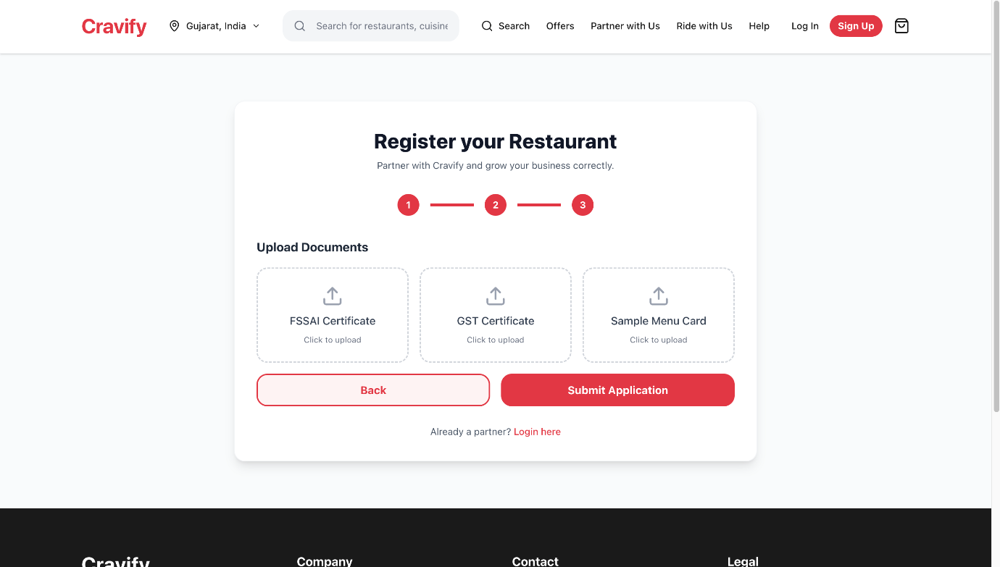 Cravify
Gujarat, India
Search for restaurants, cuisine
Search
Offers
Partner with Us
Ride with Us
Help
Log In
Sign Up
Register your Restaurant
Partner with Cravify and grow your business correctly.
1
2
3
Upload Documents
FSSAI Certificate
Click to upload
GST Certificate
Click to upload
Sample Menu Card
Click to upload
Back
Submit Application
Already a partner? Login here
Cravify
Company
Contact
Legal